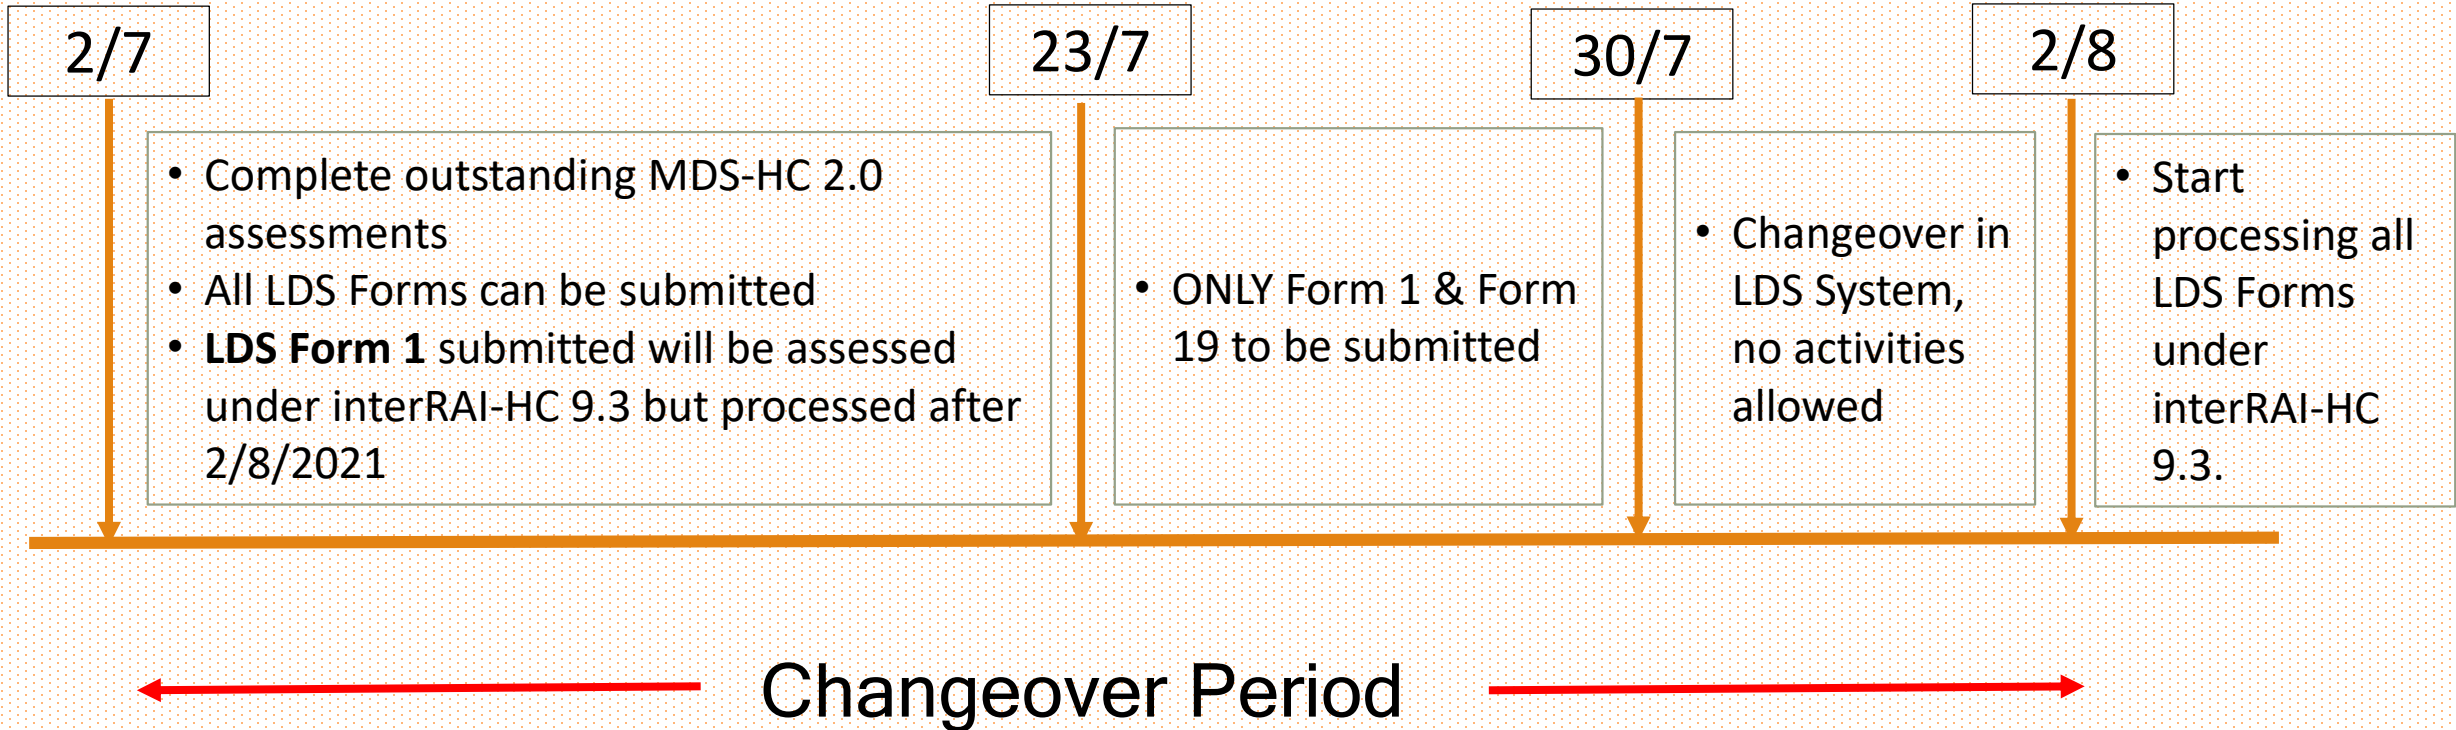 2/7
23/7
30/7
2/8
• Complete outstanding MDS-HC 2.0
assessments
• All LDS Forms can be submitted
• LDS Form 1 submitted will be assessed
under interRAI-HC 9.3 but processed after
2/8/2021
• ONLY Form 1 & Form
19 to be submitted
• Changeover in
LDS System,
no activities
allowed
• Start
processing all
LDS Forms
under
interRAI-HC
9.3.
Changeover Period